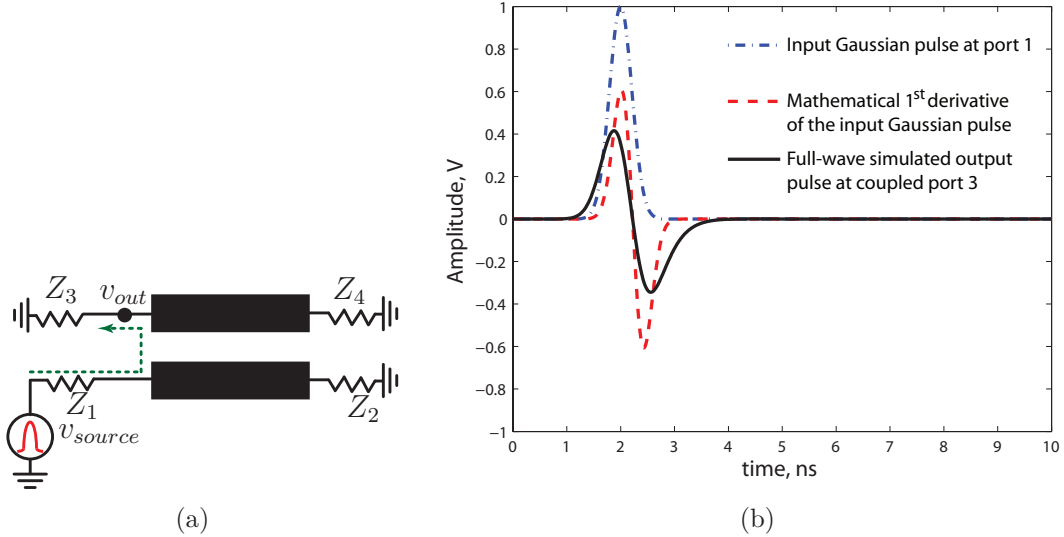 Z3
vout
Z4
Z1
Z2
vsource
(a)
Amplitude, V
1
0.8
0.6
0.4
0.2
0
−0.2
−0.4
−0.6
−0.8
−1
Input Gaussian pulse at port 1
Mathematical 1st derivative
of the input Gaussian pulse
Full-wave simulated output
pulse at coupled port 3
0 1 2 3 4 5 6 7 8 9 10
time, ns
(b)